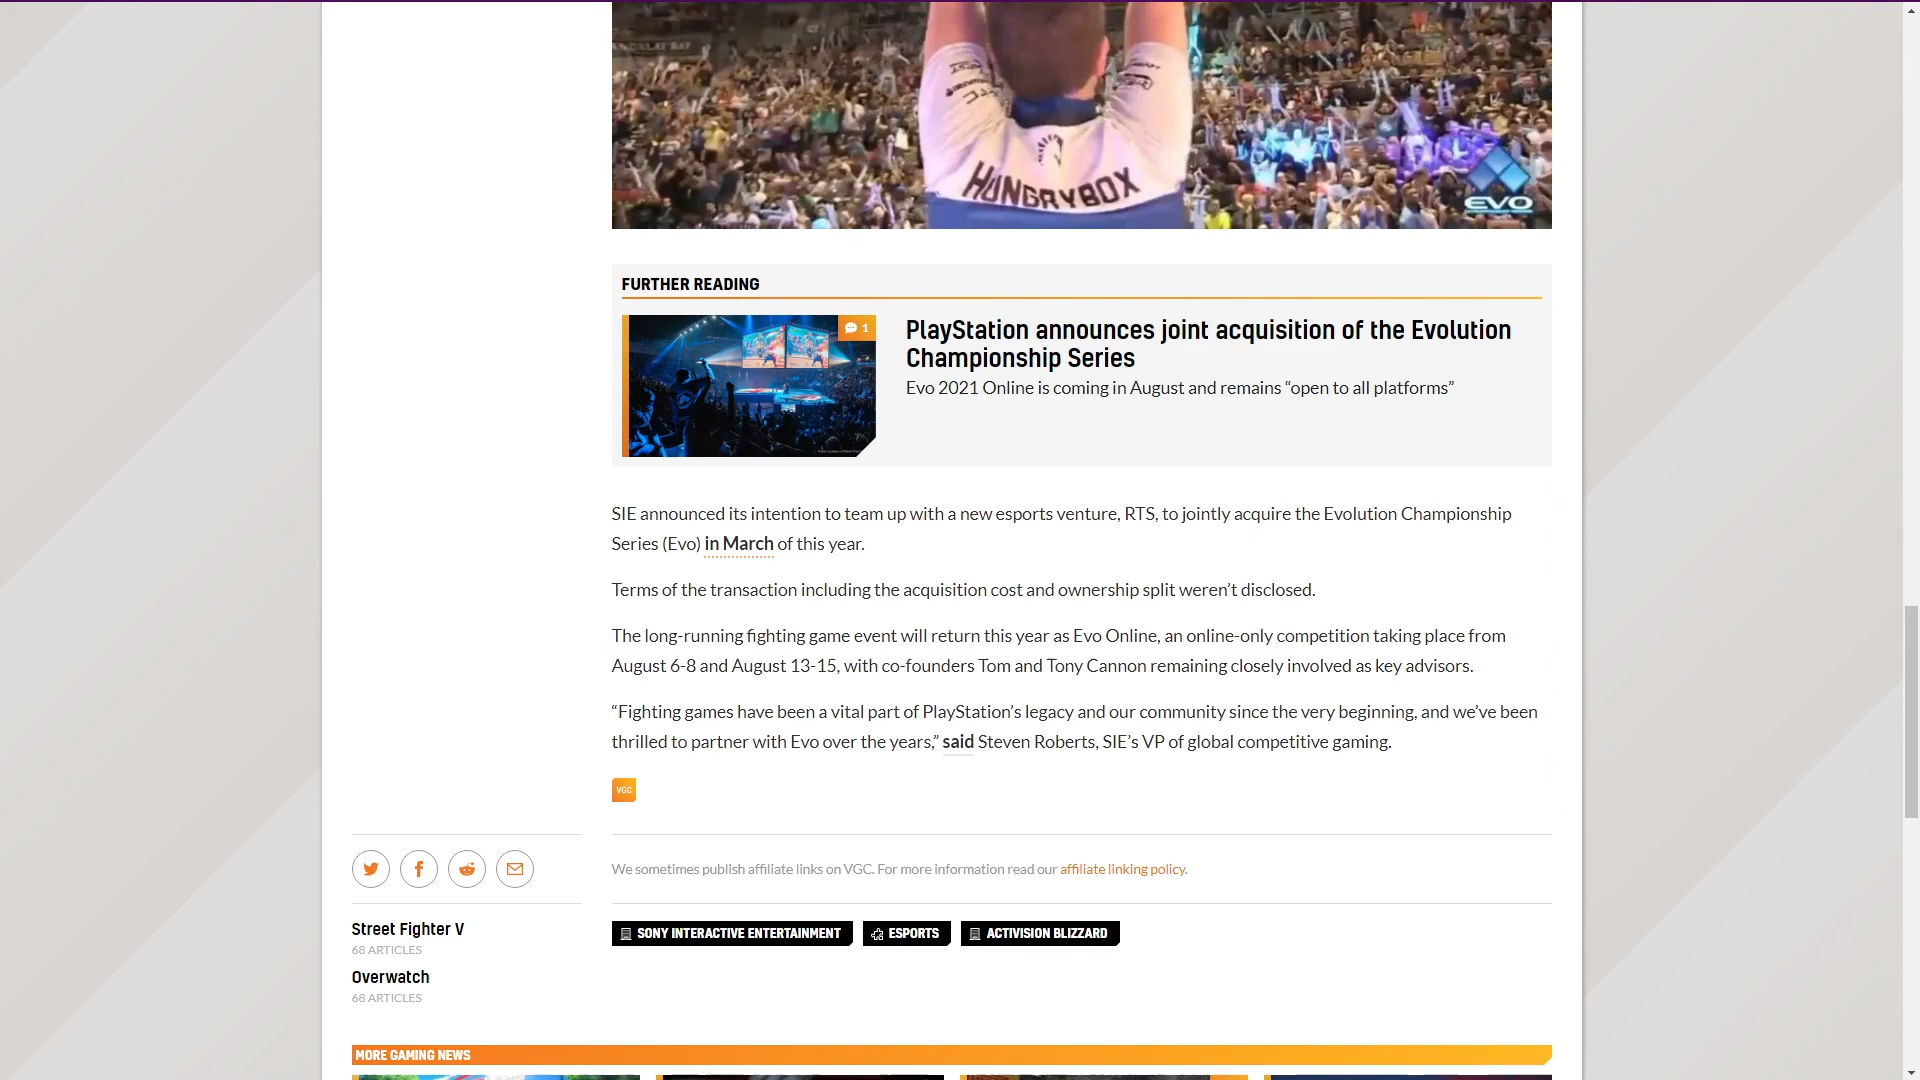 MANDALAY BAY
HUNGRYBOX
EVO
FURTHER READING
1
PlayStation announces joint acquisition of the Evolution
Championship Series
Evo 2021 Online is coming in August and remains “open to all platforms”
SIE announced its intention to team up with a new esports venture, RTS, to jointly acquire the Evolution Championship
Series (Evo) in March of this year.
Terms of the transaction including the acquisition cost and ownership split weren’t disclosed.
The long-running fighting game event will return this year as Evo Online, an online-only competition taking place from
August 6-8 and August 13-15, with co-founders Tom and Tony Cannon remaining closely involved as key advisors.
“Fighting games have been a vital part of PlayStation’s legacy and our community since the very beginning, and we’ve been
thrilled to partner with Evo over the years,” said Steven Roberts, SIE’s VP of global competitive gaming.
VGC
We sometimes publish affiliate links on VGC. For more information read our affiliate linking policy.
Street Fighter V
68 ARTICLES
Overwatch
68 ARTICLES
SONY INTERACTIVE ENTERTAINMENT
ESPORTS
ACTIVISION BLIZZARD
MORE GAMING NEWS